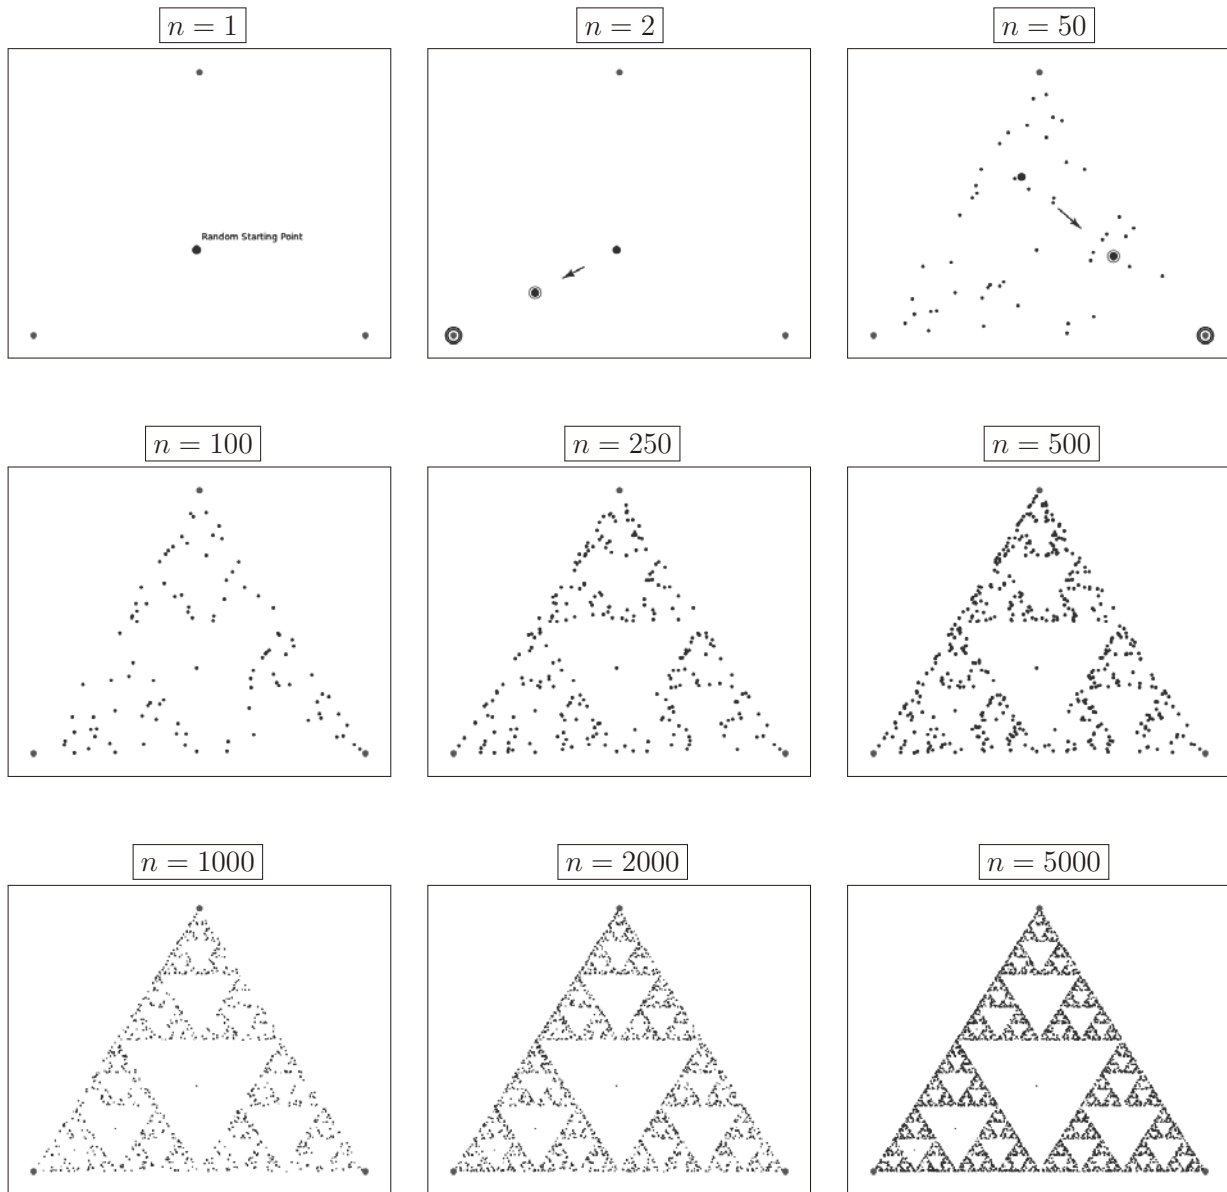 n = 1
n = 2
n = 50
Random Starting Point
n = 100
n = 250
n = 500
n = 1000
n = 2000
n = 5000